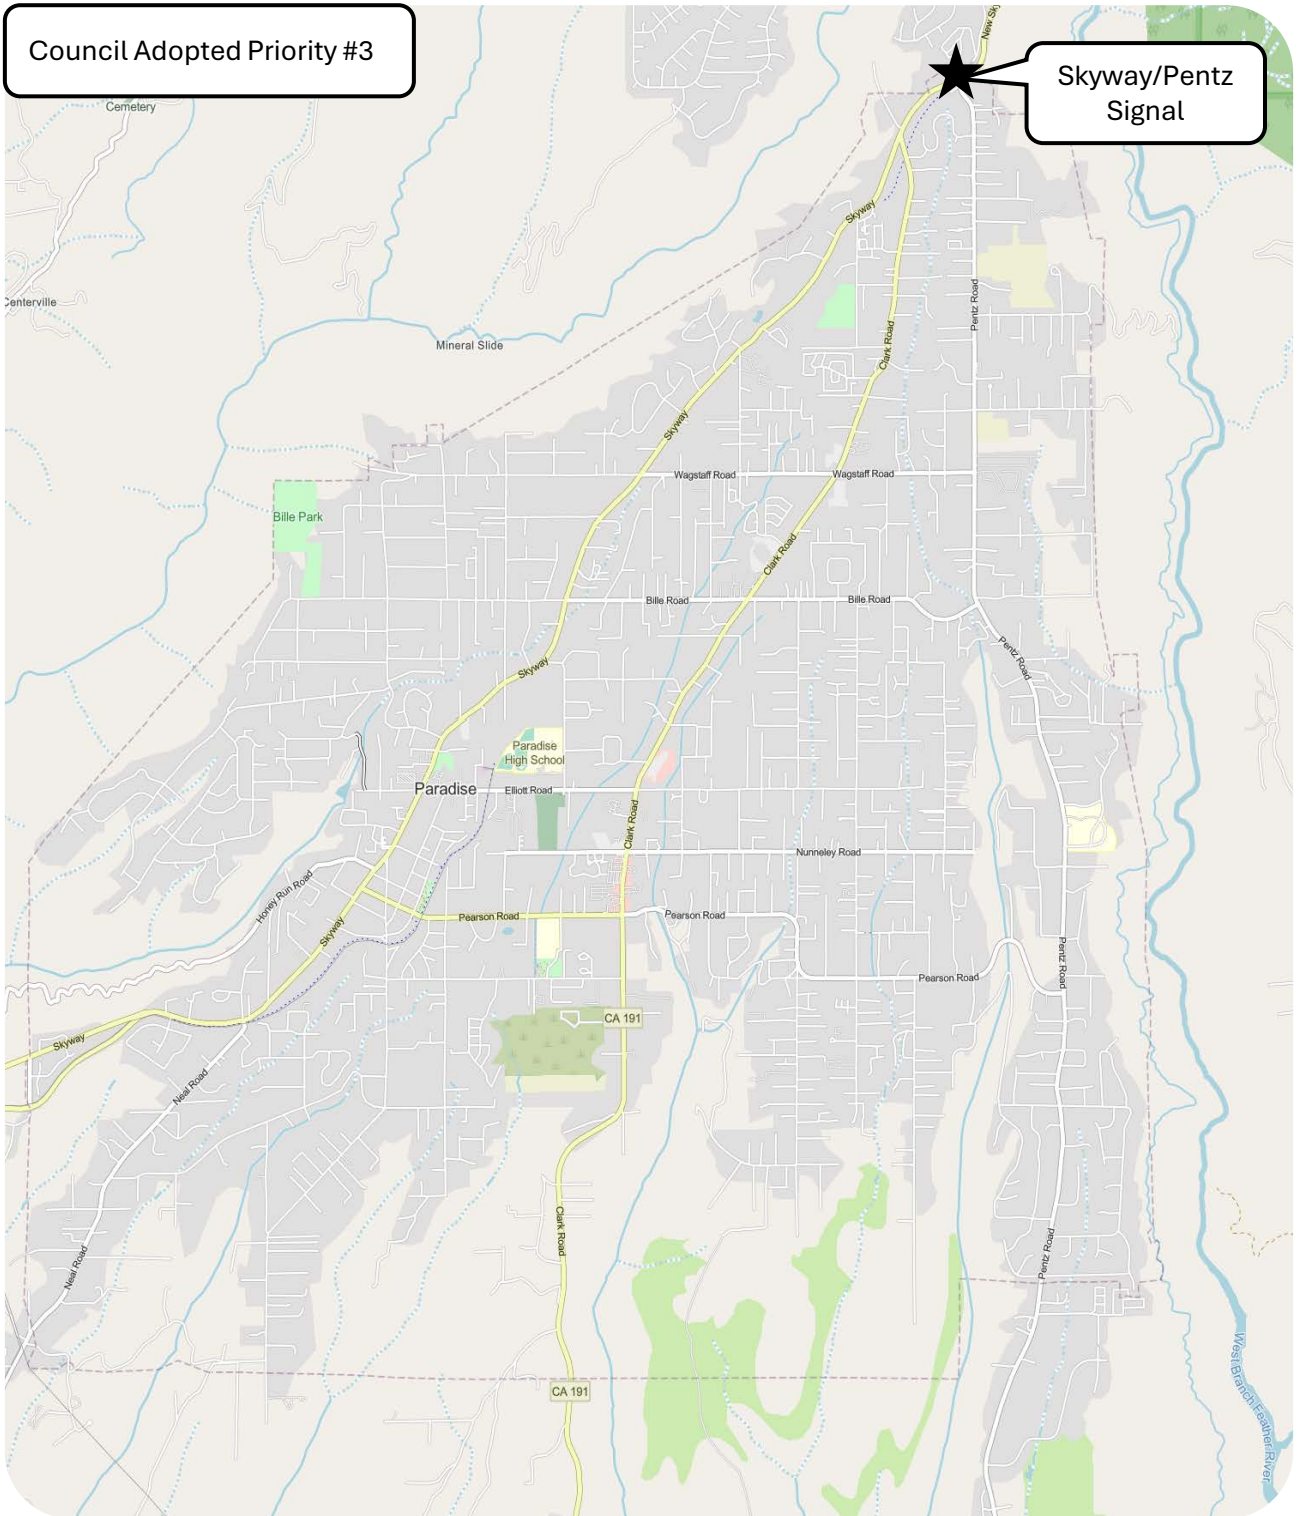 Council Adopted Priority #3
New Sky
Skyway/Pentz
Signal
Cemetery
Skyway
Centerville
Pentz Road
Mineral Slide
Clark Road
Skyway
Wagstaff Road
Wagstaff Road
Bille Park
Clark Road
Bille Road
Bille Road
Skyway
Pentz Road
Paradise
High School
Paradise
Elliott Road
Clark Road
Nunneley Road
Honey Run Road
Skyway
Pearson Road
Pearson Road
Pentz Road
Pearson Road
CA 191
Skyway
Neal Road
Clark Road
Pentz Road
Neal Road
CA 191
West Branch Feather River